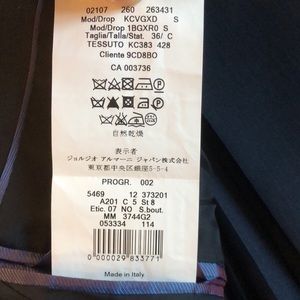 02107 260 263431
Mod/Drop KCVGXD S
Mod/Drop 1BGXR0 S
Taglia/Talla/Stat. 36/ C
TESSUTO KC383 428
Cliente 9CD8BO
CA 003736
自然乾燥
表示者
ジョルジオ アルマーニ ジャパン株式会社
東京都中央区銀座5-5-4
PROGR. 002
5469 12 373201
A201 C 5 St8
Etic. 07 NO S.bout.
MM 3744G2
053334 114
0 000029 833771
Made in Italy